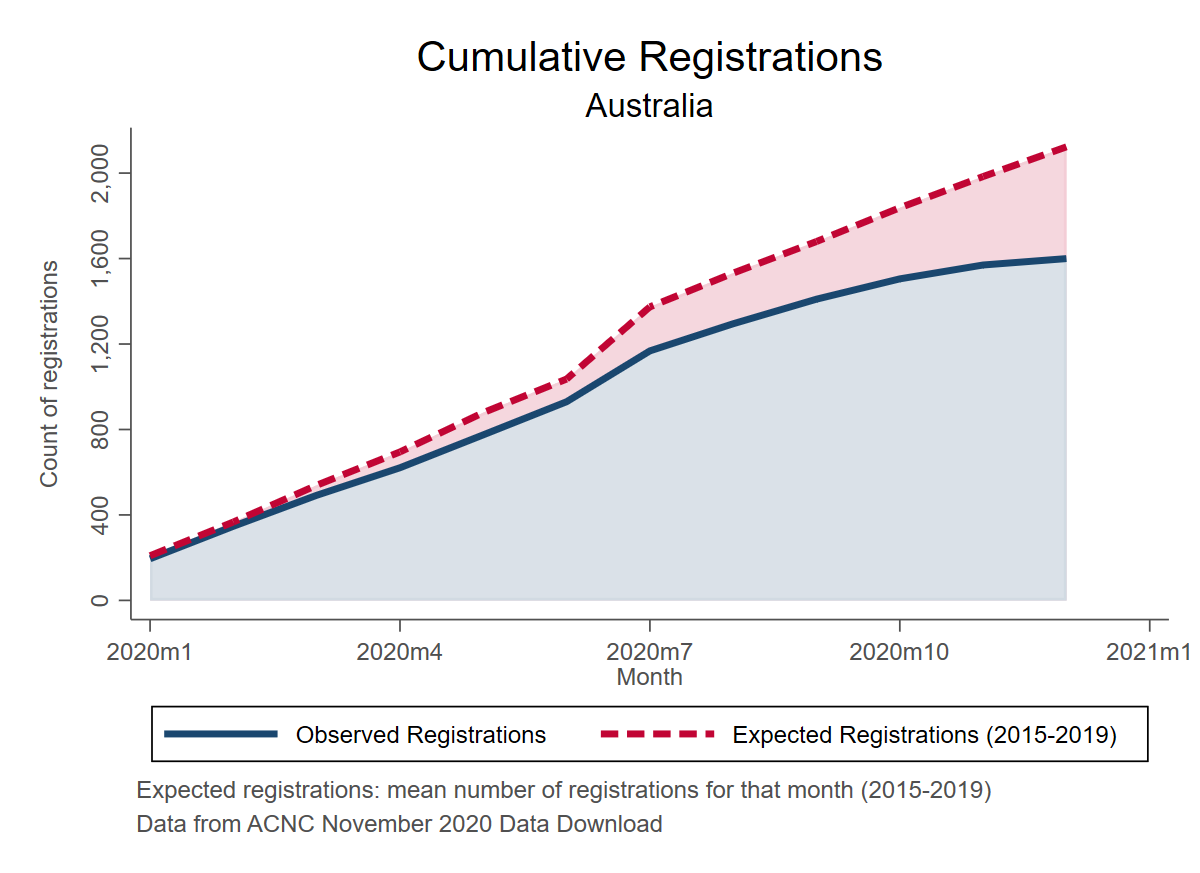 Cumulative Registrations
Australia
Count of registrations
2,000
1,600
1,200
800
400
0
2020m1 2020m4 2020m7 2020m10 2021m1
Month
Observed Registrations Expected Registrations (2015-2019)
Expected registrations: mean number of registrations for that month (2015-2019)
Data from ACNC November 2020 Data Download